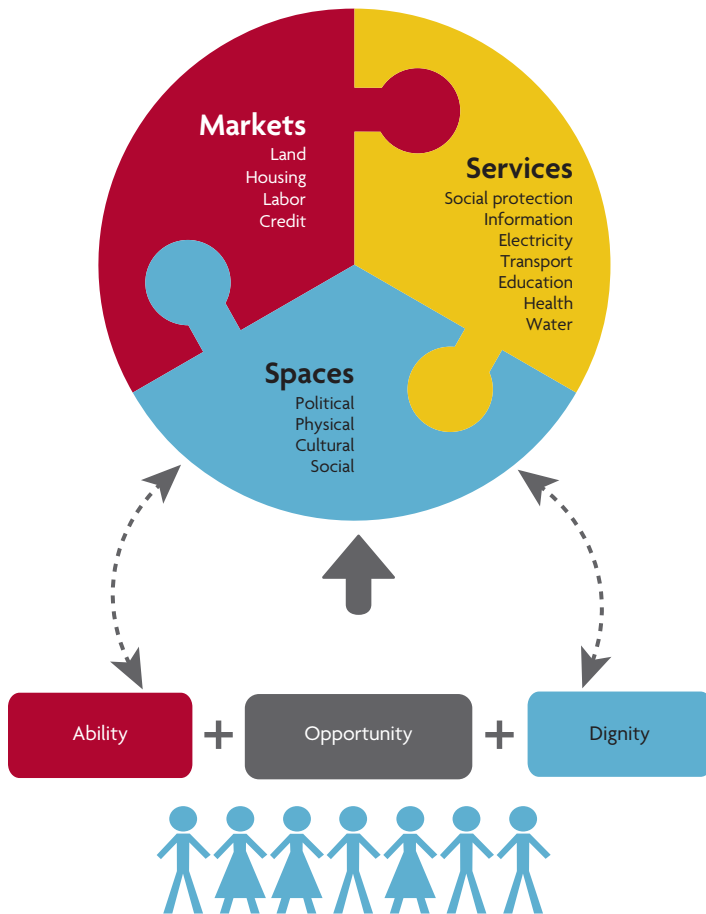 Markets
Land
Housing
Labor
Credit
Services
Social protection
Information
Electricity
Transport
Education
Health
Water
Spaces
Political
Physical
Cultural
Social
Ability + Opportunity + Dignity